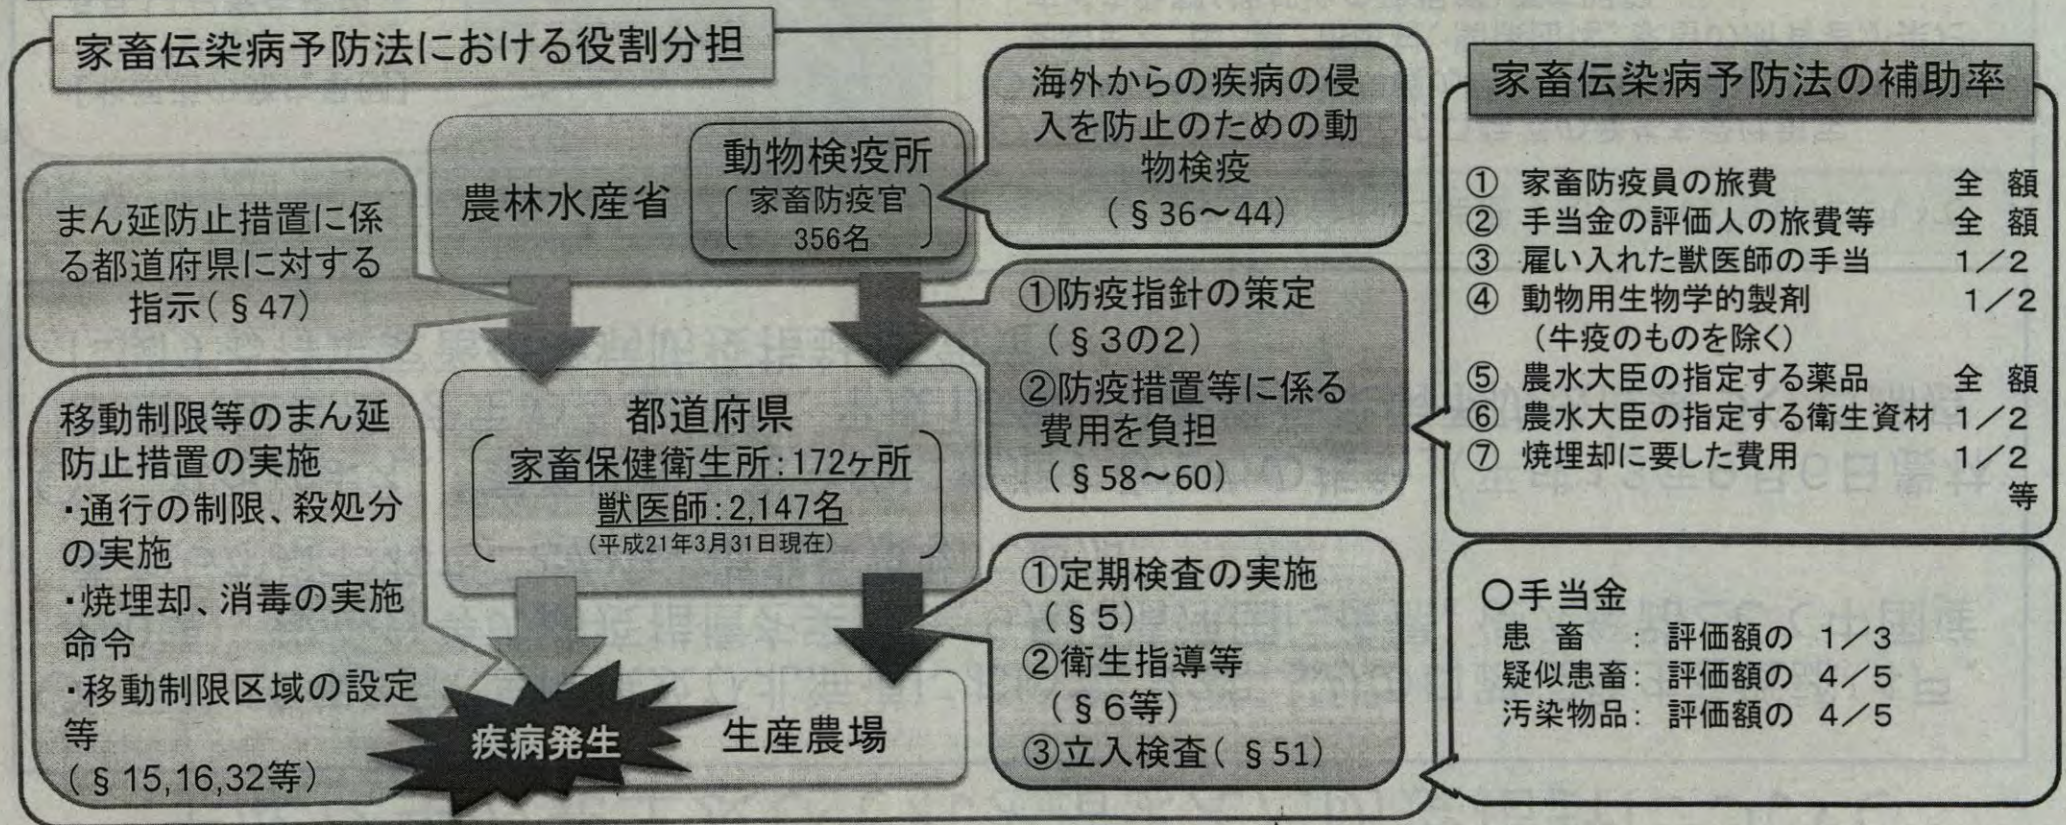 家畜伝染病予防法における役割分担
農林水産省
動物検疫所
家畜防疫官
356名
海外からの疾病の侵
入を防止のための動
物検疫
(§36～44)
まん延防止措置に係
る都道府県に対する
指示(§47)
①防疫指針の策定
(§3の2)
②防疫措置等に係る
費用を負担
(§58～60)
都道府県
家畜保健衛生所:172ヶ所
獣医師:2,147名
(平成21年3月31日現在)
移動制限等のまん延
防止措置の実施
・通行の制限、殺処分
の実施
・焼埋却、消毒の実施
命令
・移動制限区域の設定
等
(§15,16,32等)
①定期検査の実施
(§5)
②衛生指導等
(§6等)
③立入検査(§51)
疾病発生
生産農場
家畜伝染病予防法の補助率
① 家畜防疫員の旅費 全 額
② 手当金の評価人の旅費等 全 額
③ 雇い入れた獣医師の手当 1／2
④ 動物用生物学的製剤 1／2
(牛疫のものを除く)
⑤ 農水大臣の指定する薬品 全 額
⑥ 農水大臣の指定する衛生資材 1／2
⑦ 焼埋却に要した費用 1／2
等
○手当金
患 畜 : 評価額の 1／3
疑似患畜: 評価額の 4／5
汚染物品: 評価額の 4／5